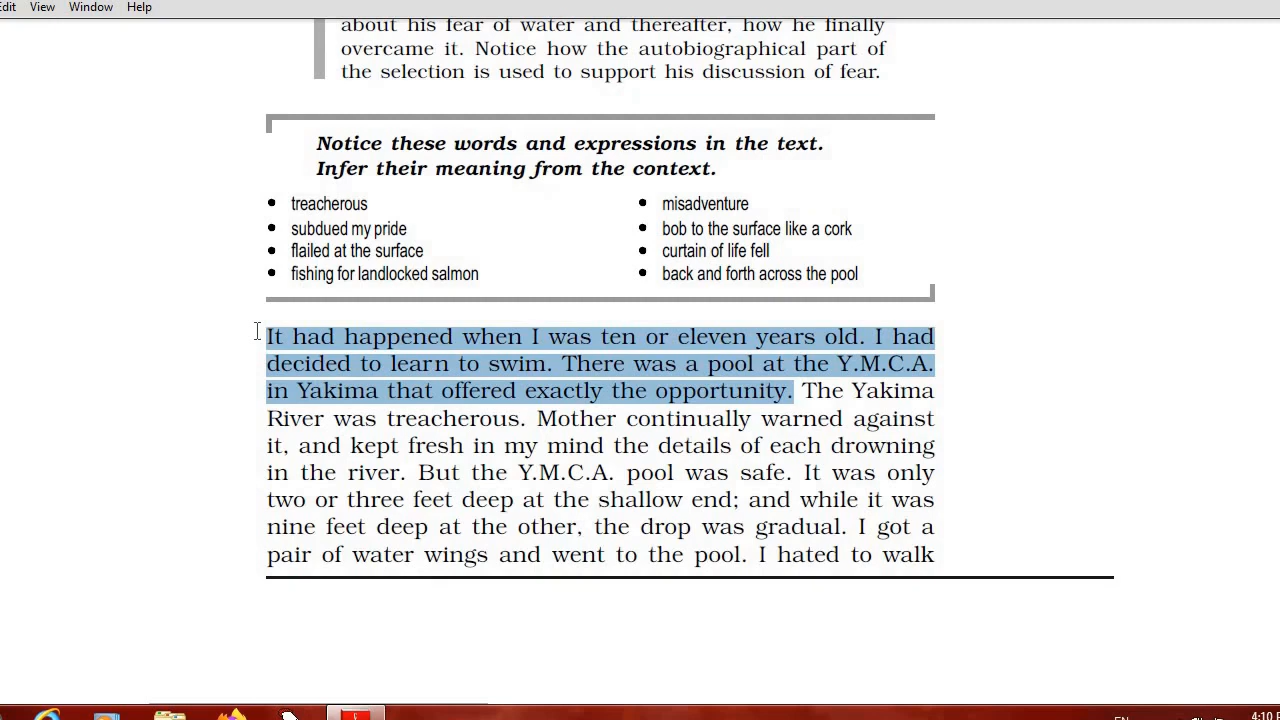 Edit View Window Help
about his fear of water and thereafter, how he finally
overcame it. Notice how the autobiographical part of
the selection is used to support his discussion of fear.
Notice these words and expressions in the text.
Infer their meaning from the context.
• treacherous
• subdued my pride
• flailed at the surface
• fishing for landlocked salmon
• misadventure
• bob to the surface like a cork
• curtain of life fell
• back and forth across the pool
It had happened when I was ten or eleven years old. I had
decided to learn to swim. There was a pool at the Y.M.C.A.
in Yakima that offered exactly the opportunity. The Yakima
River was treacherous. Mother continually warned against
it, and kept fresh in my mind the details of each drowning
in the river. But the Y.M.C.A. pool was safe. It was only
two or three feet deep at the shallow end; and while it was
nine feet deep at the other, the drop was gradual. I got a
pair of water wings and went to the pool. I hated to walk
4:10 P